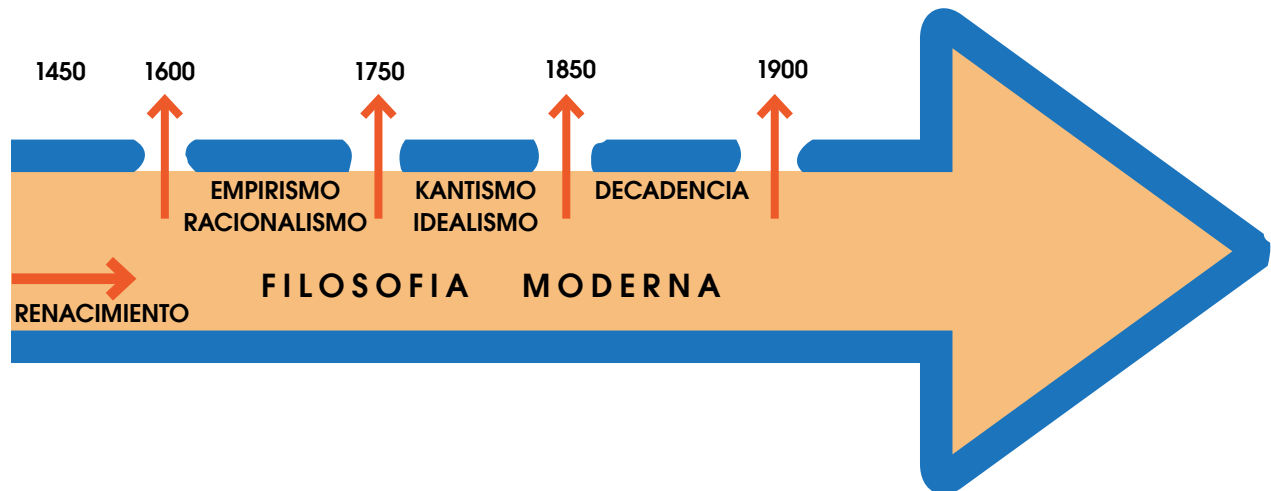 1450 1600 1750 1850 1900
EMPIRISMO KANTISMO DECADENCIA
RACIONALISMO IDEALISMO
FILOSOFIA MODERNA
RENACIMIENTO